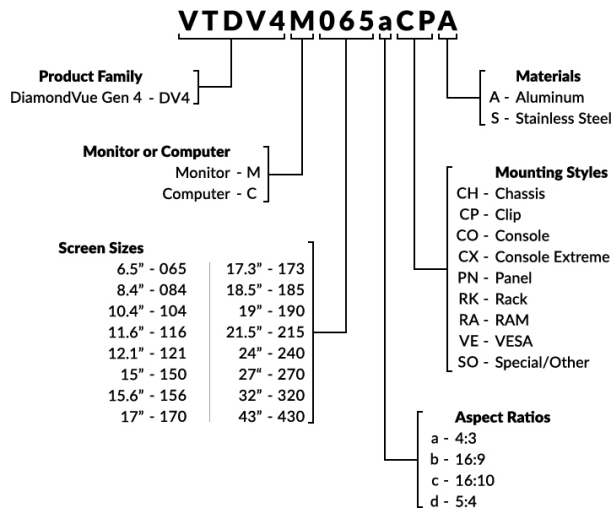 VTDV4M065aCPA
Product Family
DiamondVue Gen 4 - DV4
Monitor or Computer
Monitor - M
Computer - C
Screen Sizes
6.5” - 065
8.4” - 084
10.4” - 104
11.6” - 116
12.1” - 121
15” - 150
15.6” - 156
17” - 170
17.3” - 173
18.5” - 185
19” - 190
21.5” - 215
24” - 240
27“ - 270
32” - 320
43” - 430
Materials
A - Aluminum
S - Stainless Steel
Mounting Styles
CH - Chassis
CP - Clip
CO - Console
CX - Console Extreme
PN - Panel
RK - Rack
RA - RAM
VE - VESA
SO - Special/Other
Aspect Ratios
a - 4:3
b - 16:9
c - 16:10
d - 5:4